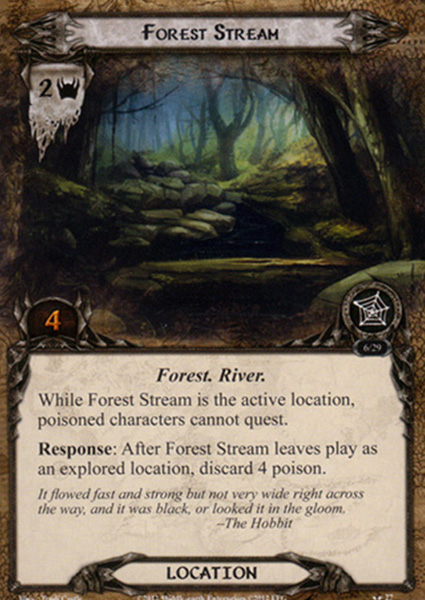 FOREST STREAM
2
4
6/29
Forest. River.
While Forest Stream is the active location,
poisoned characters cannot quest.
Response: After Forest Stream leaves play as
an explored location, discard 4 poison.
It flowed fast and strong but not very wide right across
the way, and it was black, or looked it in the gloom.
–The Hobbit
LOCATION
27